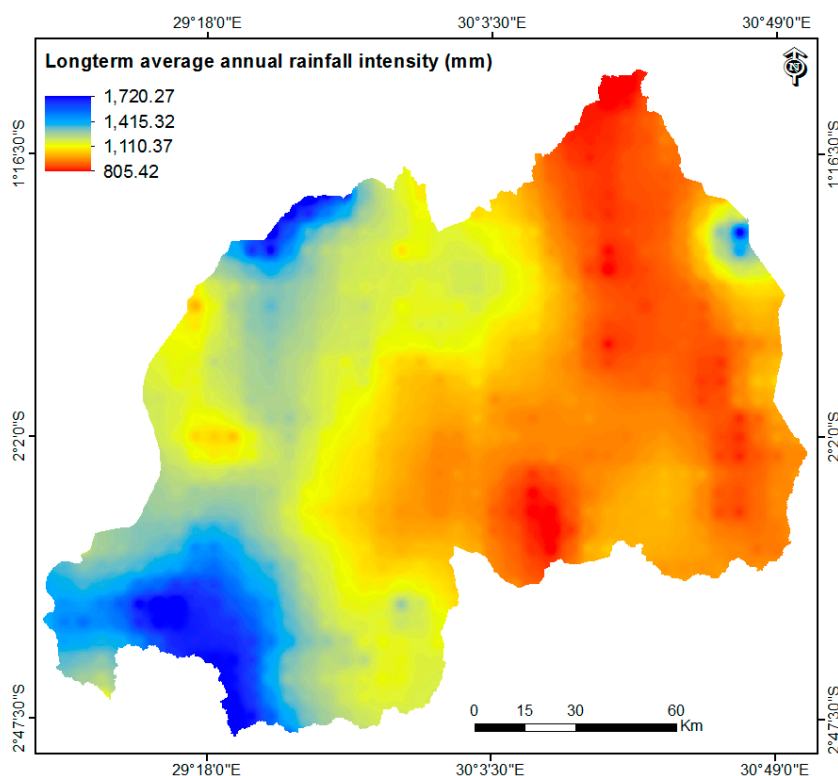 29°18'0"E 30°3'30"E 30°49'0"E
Longterm average annual rainfall intensity (mm)
N
1,720.27
1,415.32
1,110.37
805.42
1°16'30"S 1°16'30"S
2°2'0"S 2°2'0"S
2°47'30"S 2°47'30"S
0 15 30 60
Km
29°18'0"E 30°3'30"E 30°49'0"E